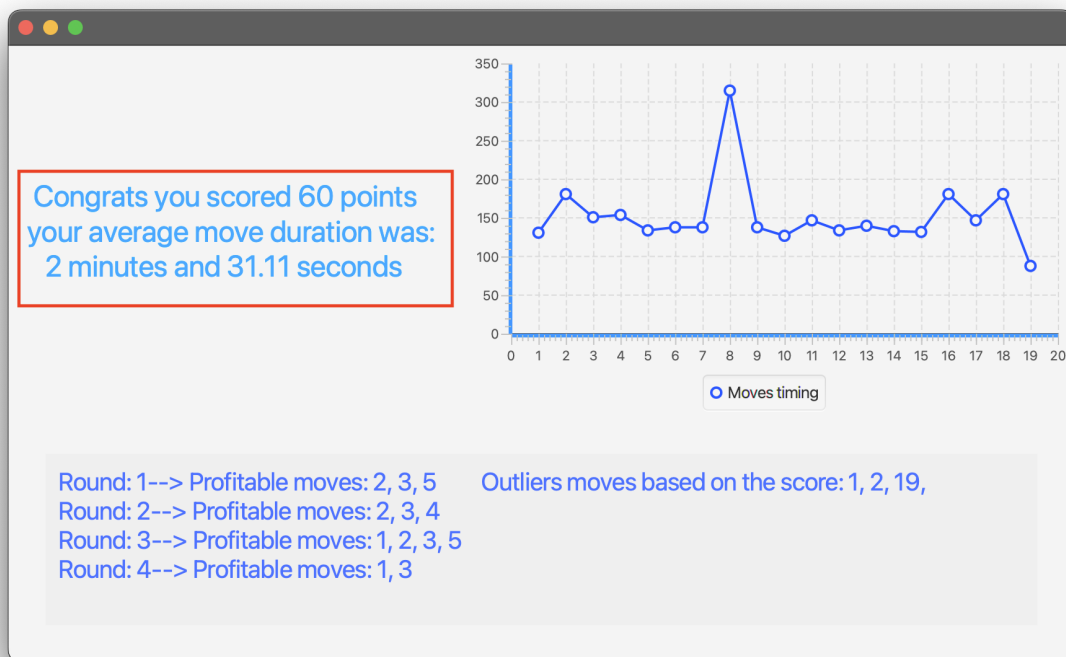 350
300
250
200
150
100
50
0
0 1 2 3 4 5 6 7 8 9 10 11 12 13 14 15 16 17 18 19 20
Moves timing
Congrats you scored 60 points
your average move duration was:
2 minutes and 31.11 seconds
Round: 1--> Profitable moves: 2, 3, 5
Round: 2--> Profitable moves: 2, 3, 4
Round: 3--> Profitable moves: 1, 2, 3, 5
Round: 4--> Profitable moves: 1, 3
Outliers moves based on the score: 1, 2, 19,